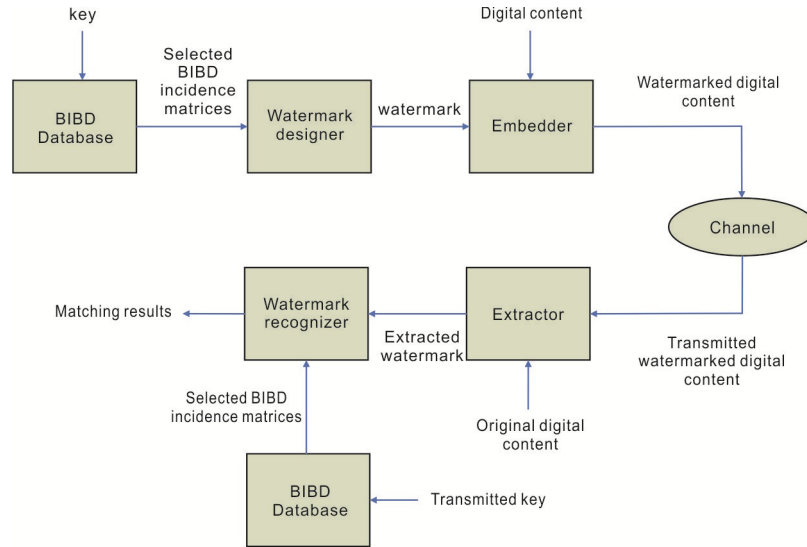 key
Digital content
Selected
BIBD
incidence
matrices
Watermarked digital
content
BIBD
Database
Watermark
designer
watermark
Embedder
Channel
Matching results
Watermark
recognizer
Extracted
watermark
Extractor
Transmitted
watermarked digital
content
Selected BIBD
incidence matrices
Original digital
content
BIBD
Database
Transmitted key